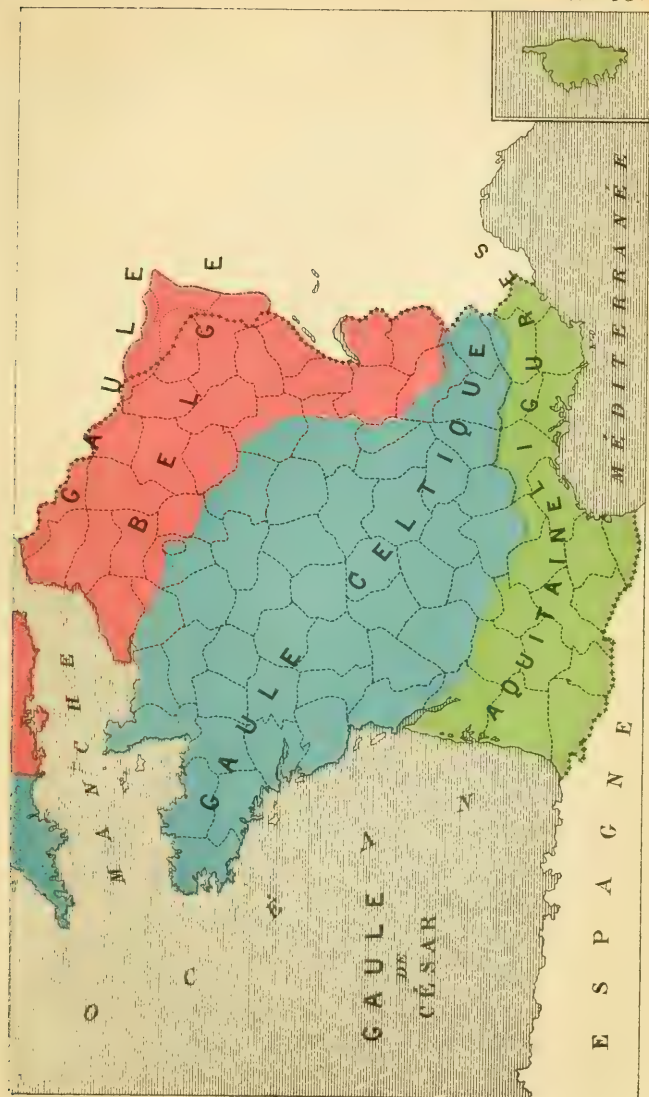 GAULE
BELGE
MANCHE
GAULE CELTIQUE
OCÉAN
AQUITAINE
LIGURES
GAULE
DE
CÉSAR
ESPAGNE
MÉDITERRANÉE